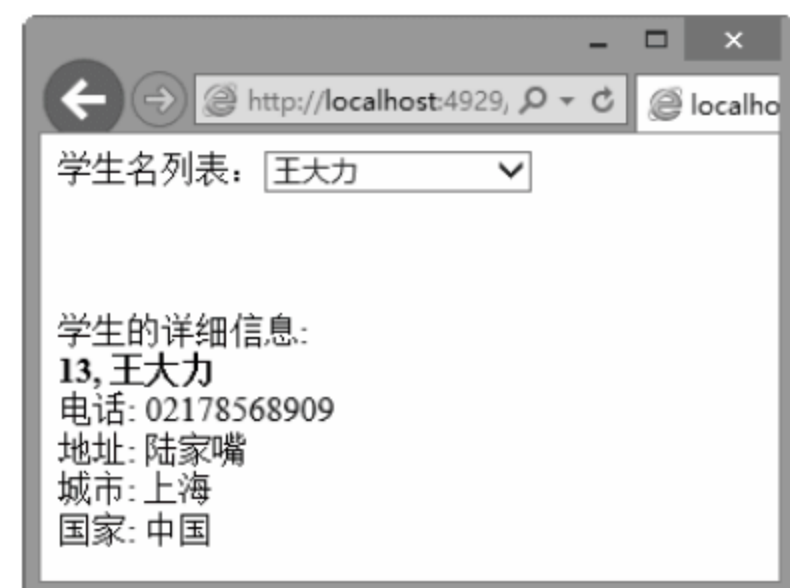 http://localhost:4929,
localho
学生名列表：王大力
学生的详细信息:
13, 王大力
电话: 02178568909
地址: 陆家嘴
城市: 上海
国家: 中国